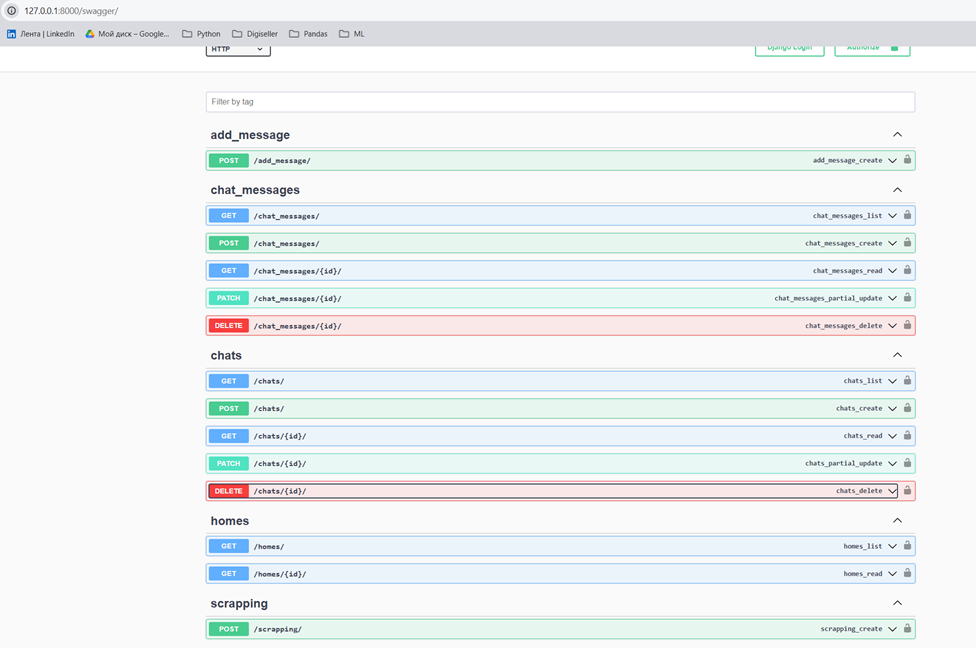 127.0.0.1:8000/swagger/
Лента | LinkedIn Мой диск – Google... Python Digiseller Pandas ML
HTTP Django Login Authorize
Filter by tag
add_message
POST /add_message/ add_message_create
chat_messages
GET /chat_messages/ chat_messages_list
POST /chat_messages/ chat_messages_create
GET /chat_messages/{id}/ chat_messages_read
PATCH /chat_messages/{id}/ chat_messages_partial_update
DELETE /chat_messages/{id}/ chat_messages_delete
chats
GET /chats/ chats_list
POST /chats/ chats_create
GET /chats/{id}/ chats_read
PATCH /chats/{id}/ chats_partial_update
DELETE /chats/{id}/ chats_delete
homes
GET /homes/ homes_list
GET /homes/{id}/ homes_read
scrapping
POST /scrapping/ scrapping_create